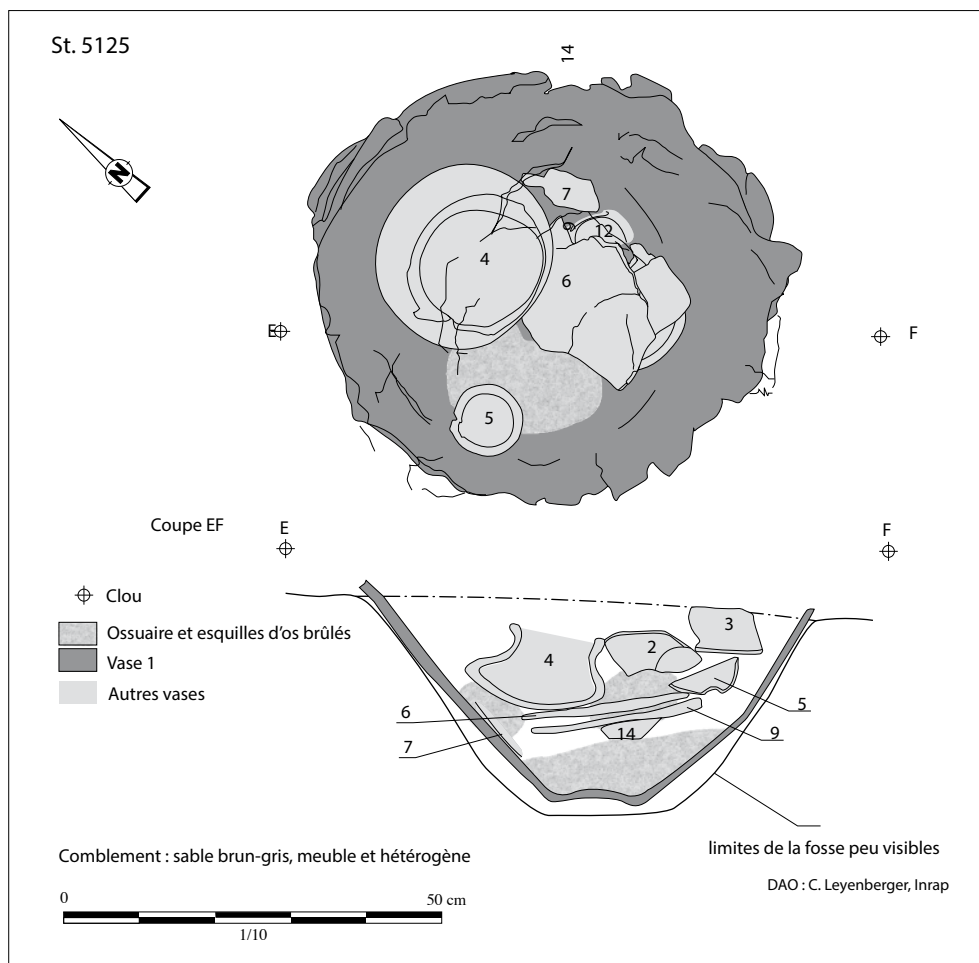 St. 5125
14
N
7
12
4
6
E
F
5
Coupe EF
E
F
Clou
Ossuaire et esquilles d'os brûlés
Vase 1
Autres vases
3
2
4
5
6
9
14
7
limites de la fosse peu visibles
Comblement : sable brun-gris, meuble et hétérogène
DAO : C. Leyenberger, Inrap
0
50 cm
1/10